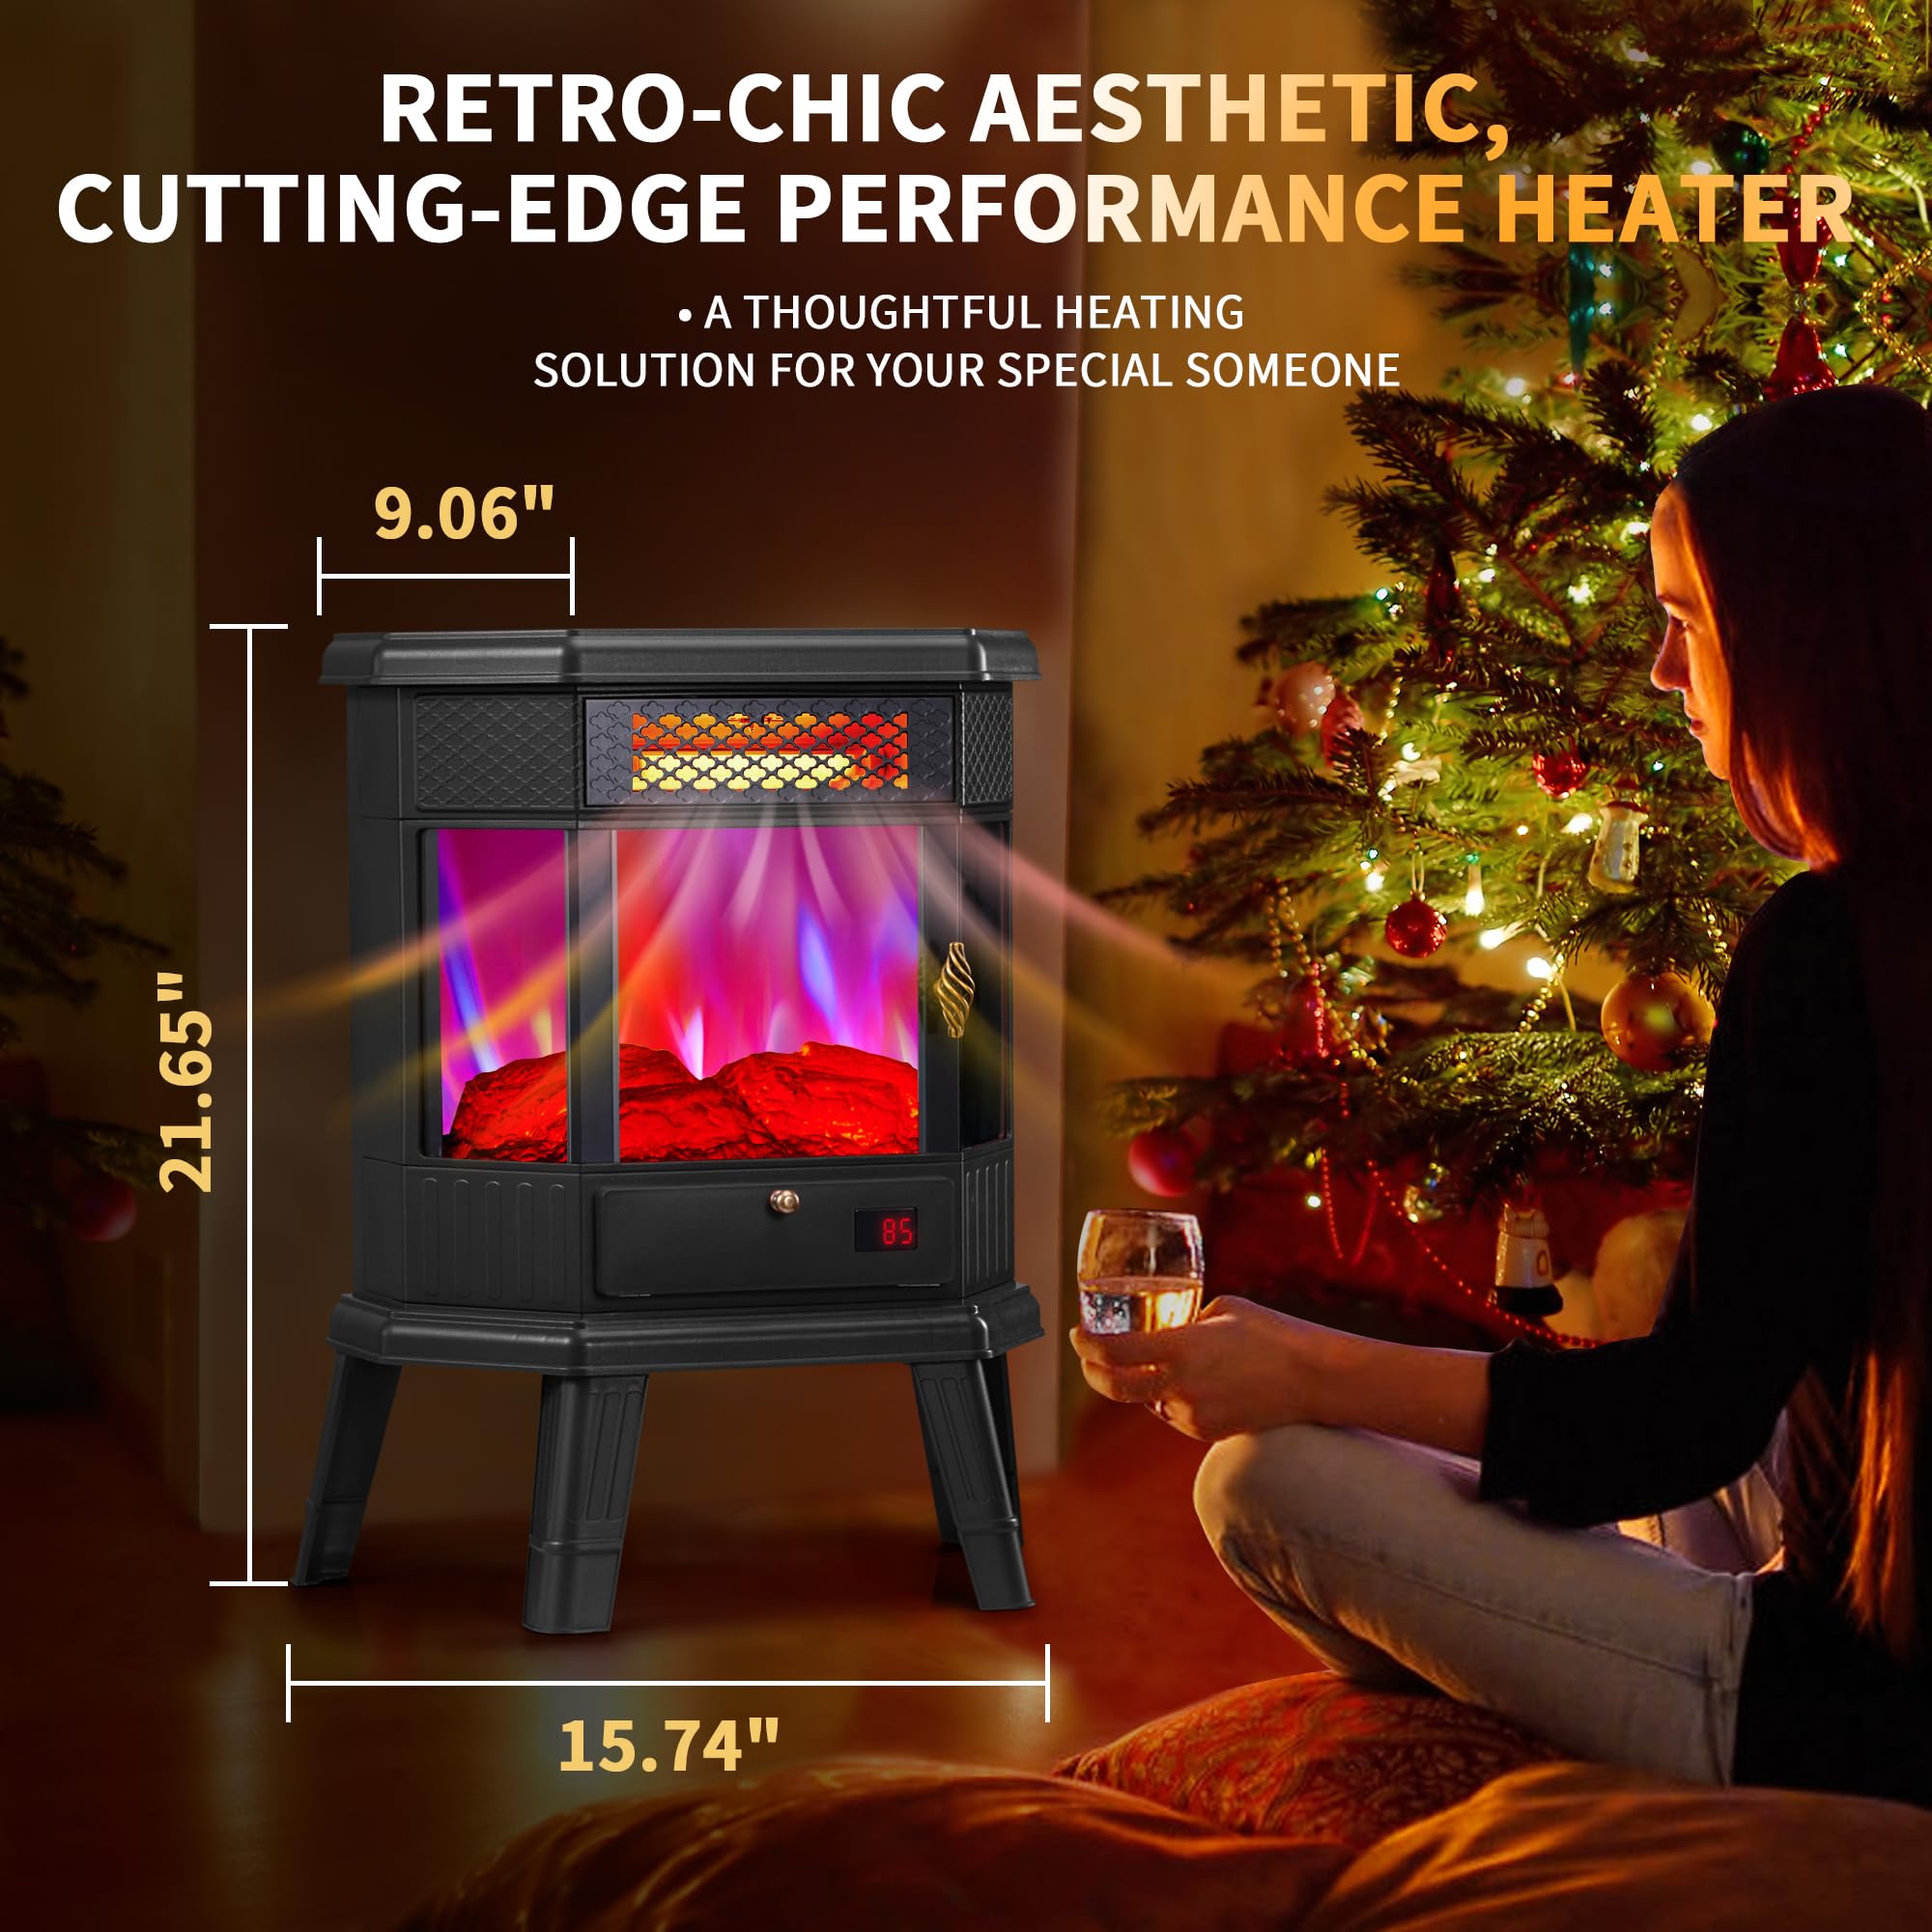 RETRO-CHIC AESTHETIC,
CUTTING-EDGE PERFORMANCE HEATER
• A THOUGHTFUL HEATING
SOLUTION FOR YOUR SPECIAL SOMEONE
9.06"
21.65"
85
15.74"